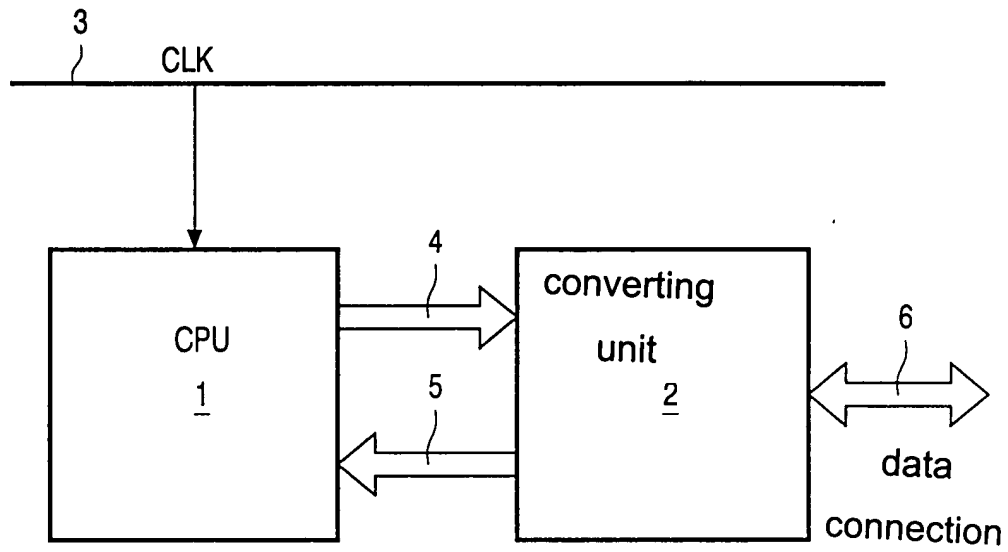 3
CLK
4
converting
unit
CPU
1
2
5
6
data
connection